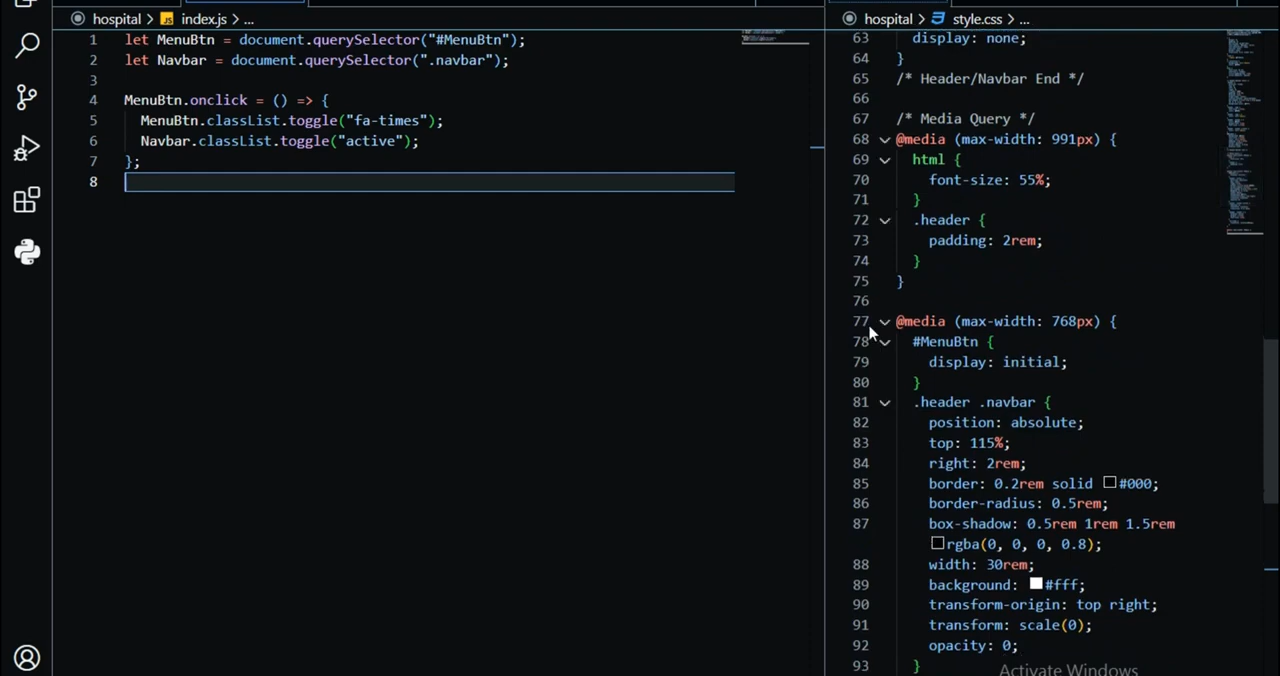 hospital > JS index.js > ...
1 let MenuBtn = document.querySelector("#MenuBtn");
2 let Navbar = document.querySelector(".navbar");
3
4 MenuBtn.onclick = () => {
5 MenuBtn.classList.toggle("fa-times");
6 Navbar.classList.toggle("active");
7 };
8
hospital > style.css > ...
63 display: none;
64 }
65 /* Header/Navbar End */
66
67 /* Media Query */
68 @media (max-width: 991px) {
69 html {
70 font-size: 55%;
71 }
72 .header {
73 padding: 2rem;
74 }
75 }
76
77 @media (max-width: 768px) {
78 #MenuBtn {
79 display: initial;
80 }
81 .header .navbar {
82 position: absolute;
83 top: 115%;
84 right: 2rem;
85 border: 0.2rem solid #000;
86 border-radius: 0.5rem;
87 box-shadow: 0.5rem 1rem 1.5rem
rgba(0, 0, 0, 0.8);
88 width: 30rem;
89 background: #fff;
90 transform-origin: top right;
91 transform: scale(0);
92 opacity: 0;
93 }
Activate Windows